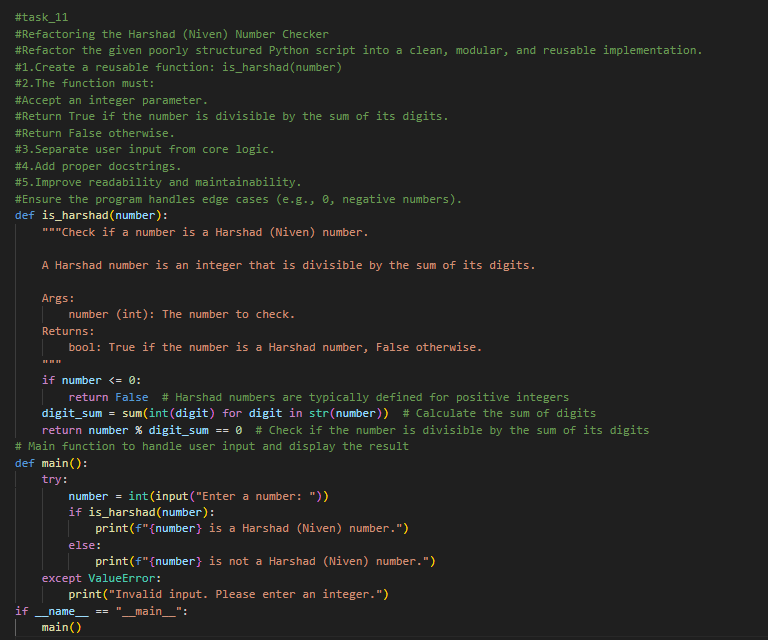 #task_11
#Refactoring the Harshad (Niven) Number Checker
#Refactor the given poorly structured Python script into a clean, modular, and reusable implementation.
#1.Create a reusable function: is_harshad(number)
#2.The function must:
#Accept an integer parameter.
#Return True if the number is divisible by the sum of its digits.
#Return False otherwise.
#3.Separate user input from core logic.
#4.Add proper docstrings.
#5.Improve readability and maintainability.
#Ensure the program handles edge cases (e.g., 0, negative numbers).
def is_harshad(number):
    """Check if a number is a Harshad (Niven) number.

    A Harshad number is an integer that is divisible by the sum of its digits.

    Args:
        number (int): The number to check.
    Returns:
        bool: True if the number is a Harshad number, False otherwise.
    """
    if number <= 0:
        return False  # Harshad numbers are typically defined for positive integers
    digit_sum = sum(int(digit) for digit in str(number))  # Calculate the sum of digits
    return number % digit_sum == 0  # Check if the number is divisible by the sum of its digits
# Main function to handle user input and display the result
def main():
    try:
        number = int(input("Enter a number: "))
        if is_harshad(number):
            print(f"{number} is a Harshad (Niven) number.")
        else:
            print(f"{number} is not a Harshad (Niven) number.")
    except ValueError:
        print("Invalid input. Please enter an integer.")
if __name__ == "__main__":
    main()